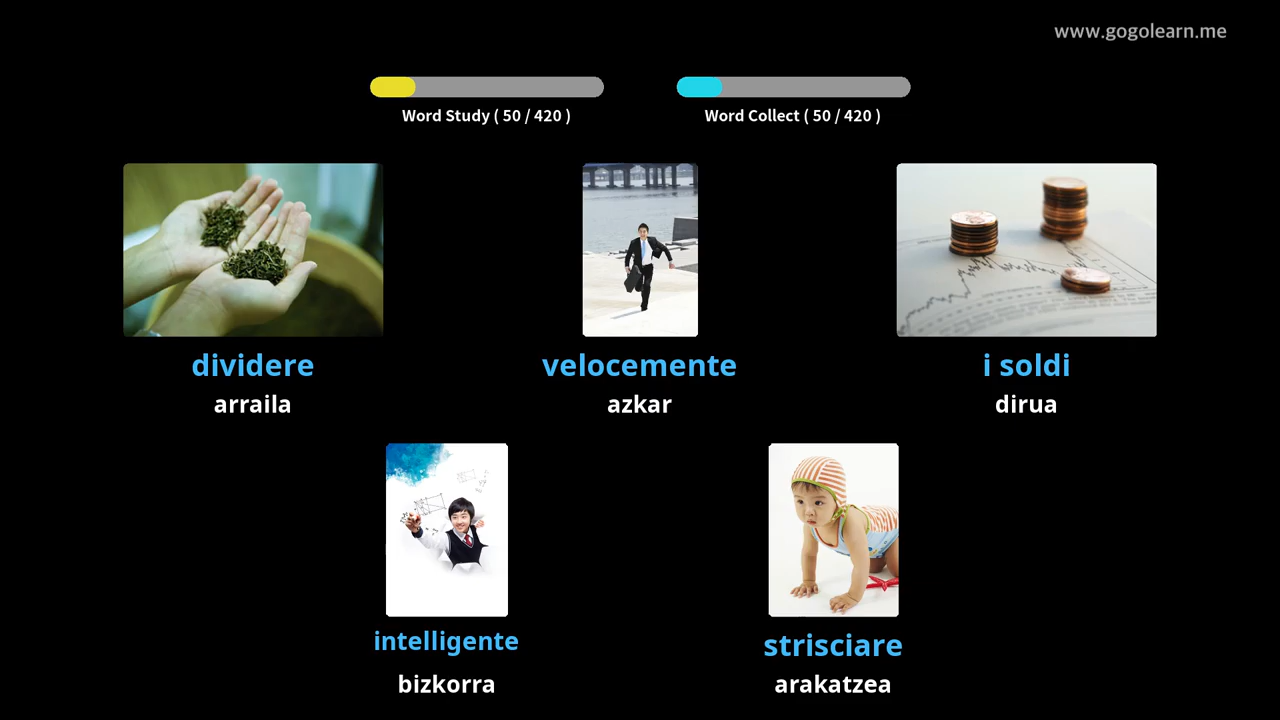 www.gogolearn.me
Word Study ( 50 / 420 )
Word Collect ( 50 / 420 )
dividere
arraila
velocemente
azkar
i soldi
dirua
intelligente
bizkorra
strisciare
arakatzea